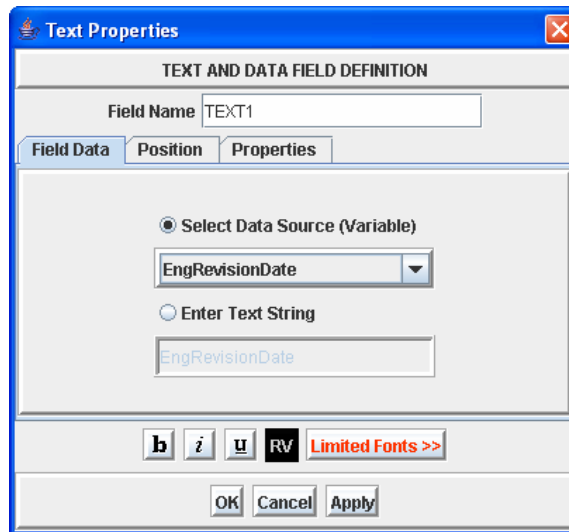 Text Properties
TEXT AND DATA FIELD DEFINITION
Field Name TEXT1
Field Data Position Properties
Select Data Source (Variable)
EngRevisionDate
Enter Text String
EngRevisionDate
b i u RV Limited Fonts >>
OK Cancel Apply